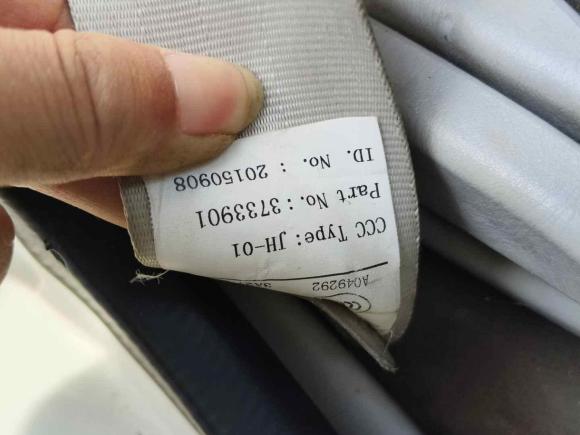 A049292
CCC Type: JH-01
Part No.: 3733901
ID. No. : 20150908